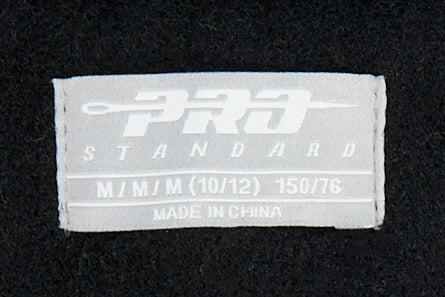 PRO
STANDARD
M/M/M (10/12) 150/76
MADE IN CHINA